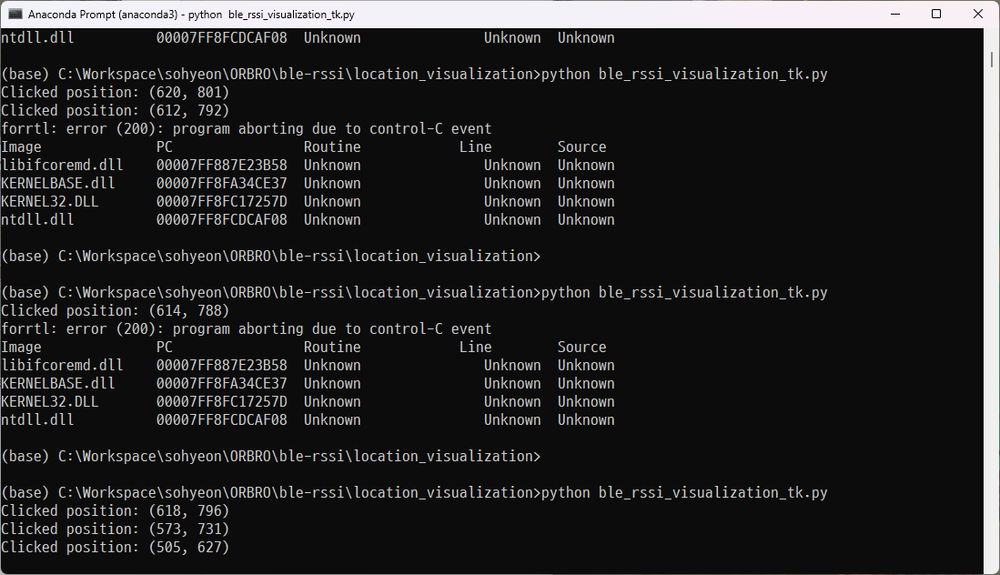 Anaconda Prompt (anaconda3) - python  ble_rssi_visualization_tk.py
ntdll.dll          00007FF8FCDCAF08  Unknown               Unknown  Unknown
(base) C:\Workspace\sohyeon\ORBRO\ble-rssi\location_visualization>python ble_rssi_visualization_tk.py
Clicked position: (620, 801)
Clicked position: (612, 792)
forrtl: error (200): program aborting due to control-C event
Image              PC                Routine            Line        Source
libifcoremd.dll    00007FF887E23B58  Unknown               Unknown  Unknown
KERNELBASE.dll     00007FF8FA34CE37  Unknown               Unknown  Unknown
KERNEL32.DLL       00007FF8FC17257D  Unknown               Unknown  Unknown
ntdll.dll          00007FF8FCDCAF08  Unknown               Unknown  Unknown
(base) C:\Workspace\sohyeon\ORBRO\ble-rssi\location_visualization>
(base) C:\Workspace\sohyeon\ORBRO\ble-rssi\location_visualization>python ble_rssi_visualization_tk.py
Clicked position: (614, 788)
forrtl: error (200): program aborting due to control-C event
Image              PC                Routine            Line        Source
libifcoremd.dll    00007FF887E23B58  Unknown               Unknown  Unknown
KERNELBASE.dll     00007FF8FA34CE37  Unknown               Unknown  Unknown
KERNEL32.DLL       00007FF8FC17257D  Unknown               Unknown  Unknown
ntdll.dll          00007FF8FCDCAF08  Unknown               Unknown  Unknown
(base) C:\Workspace\sohyeon\ORBRO\ble-rssi\location_visualization>
(base) C:\Workspace\sohyeon\ORBRO\ble-rssi\location_visualization>python ble_rssi_visualization_tk.py
Clicked position: (618, 796)
Clicked position: (573, 731)
Clicked position: (505, 627)